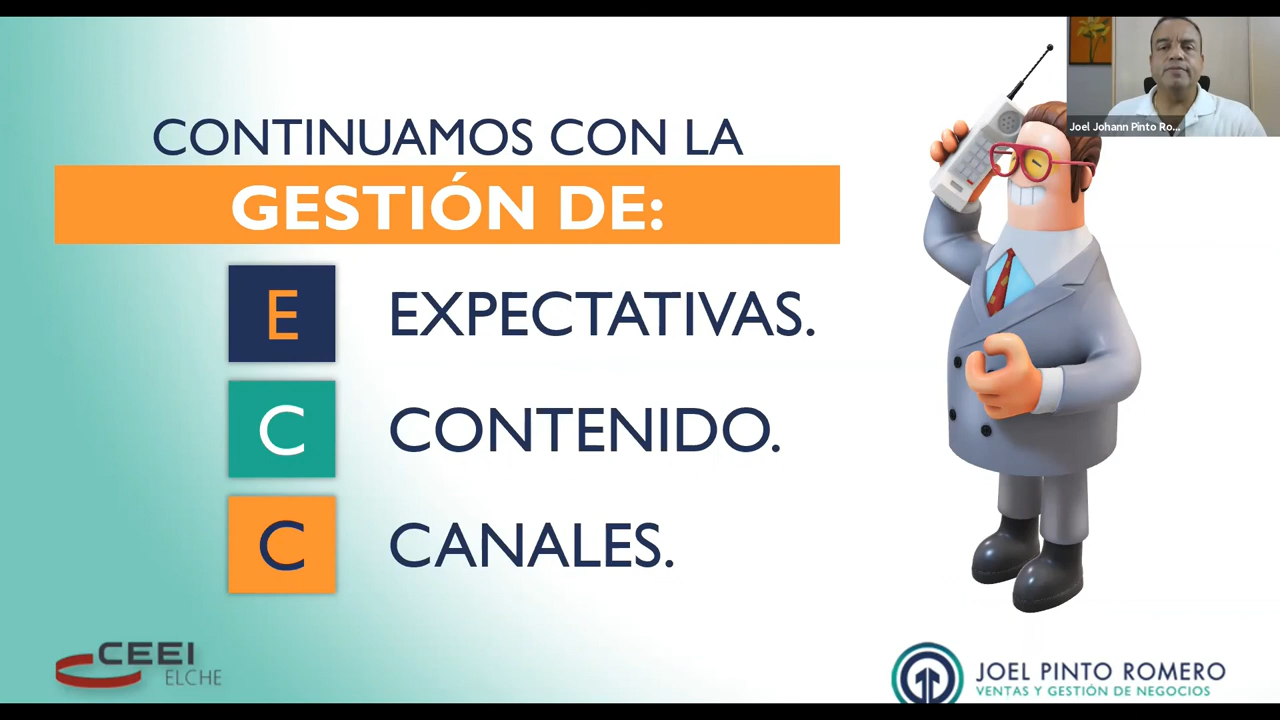 Joel Johann Pinto Ro...
CONTINUAMOS CON LA
GESTIÓN DE:
E EXPECTATIVAS.
C CONTENIDO.
C CANALES.
CEEI
ELCHE
JOEL PINTO ROMERO
VENTAS Y GESTIÓN DE NEGOCIOS